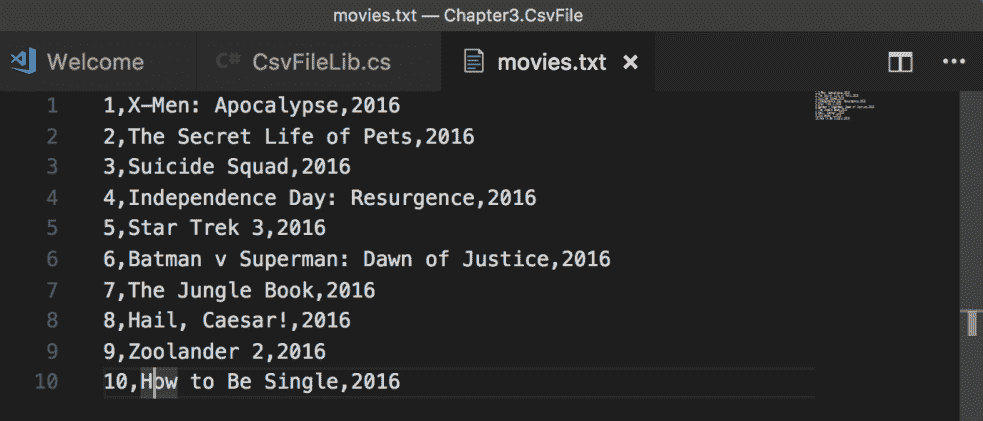 movies.txt — Chapter3.CsvFile
Welcome C# CsvFileLib.cs movies.txt ×
1 1,X-Men: Apocalypse,2016
2 2,The Secret Life of Pets,2016
3 3,Suicide Squad,2016
4 4,Independence Day: Resurgence,2016
5 5,Star Trek 3,2016
6 6,Batman v Superman: Dawn of Justice,2016
7 7,The Jungle Book,2016
8 8,Hail, Caesar!,2016
9 9,Zoolander 2,2016
10 10,How to Be Single,2016